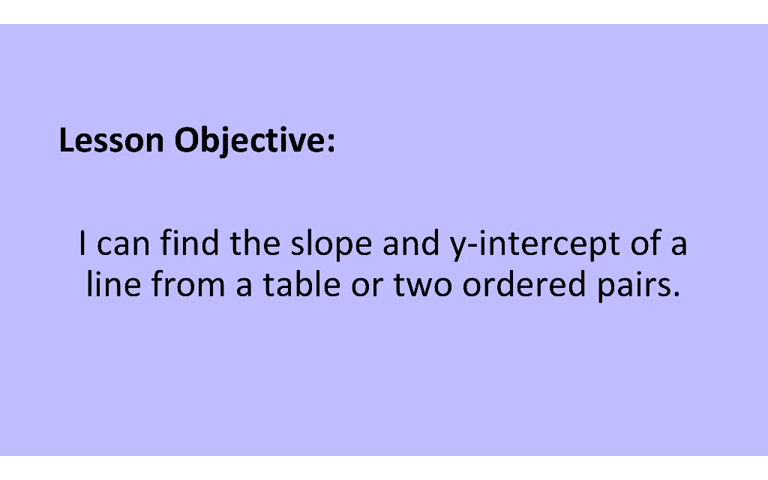 Lesson Objective:
I can find the slope and y-intercept of a
line from a table or two ordered pairs.